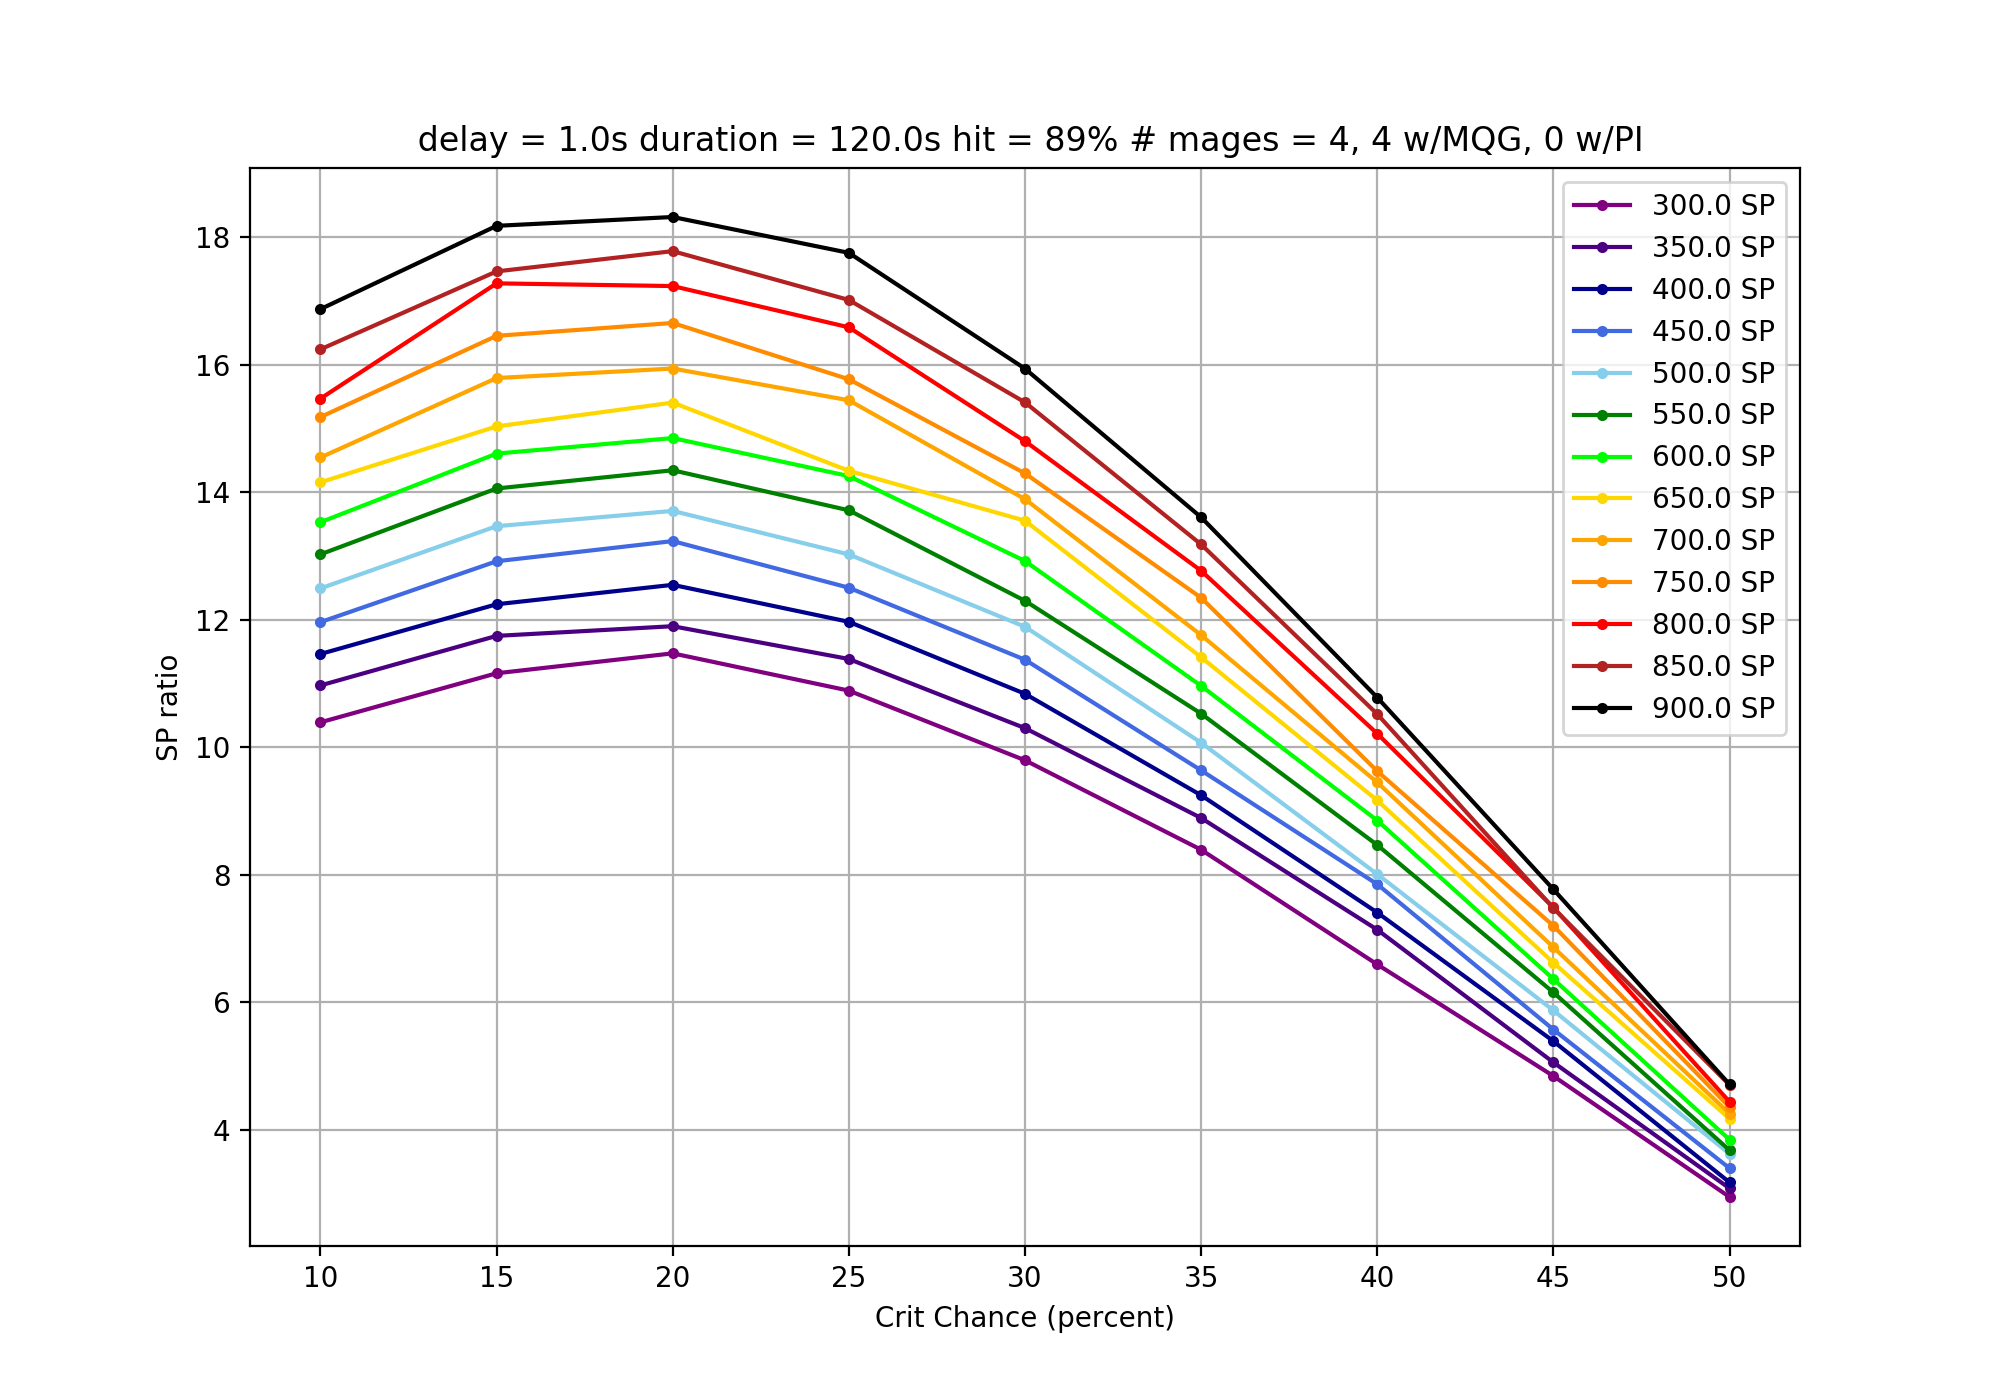 delay = 1.0s duration = 120.0s hit = 89% # mages = 4, 4 w/MQG, 0 w/PI
300.0 SP
350.0 SP
400.0 SP
450.0 SP
500.0 SP
550.0 SP
600.0 SP
650.0 SP
700.0 SP
750.0 SP
800.0 SP
850.0 SP
900.0 SP
SP ratio
18
16
14
12
10
8
6
4
10 15 20 25 30 35 40 45 50
Crit Chance (percent)